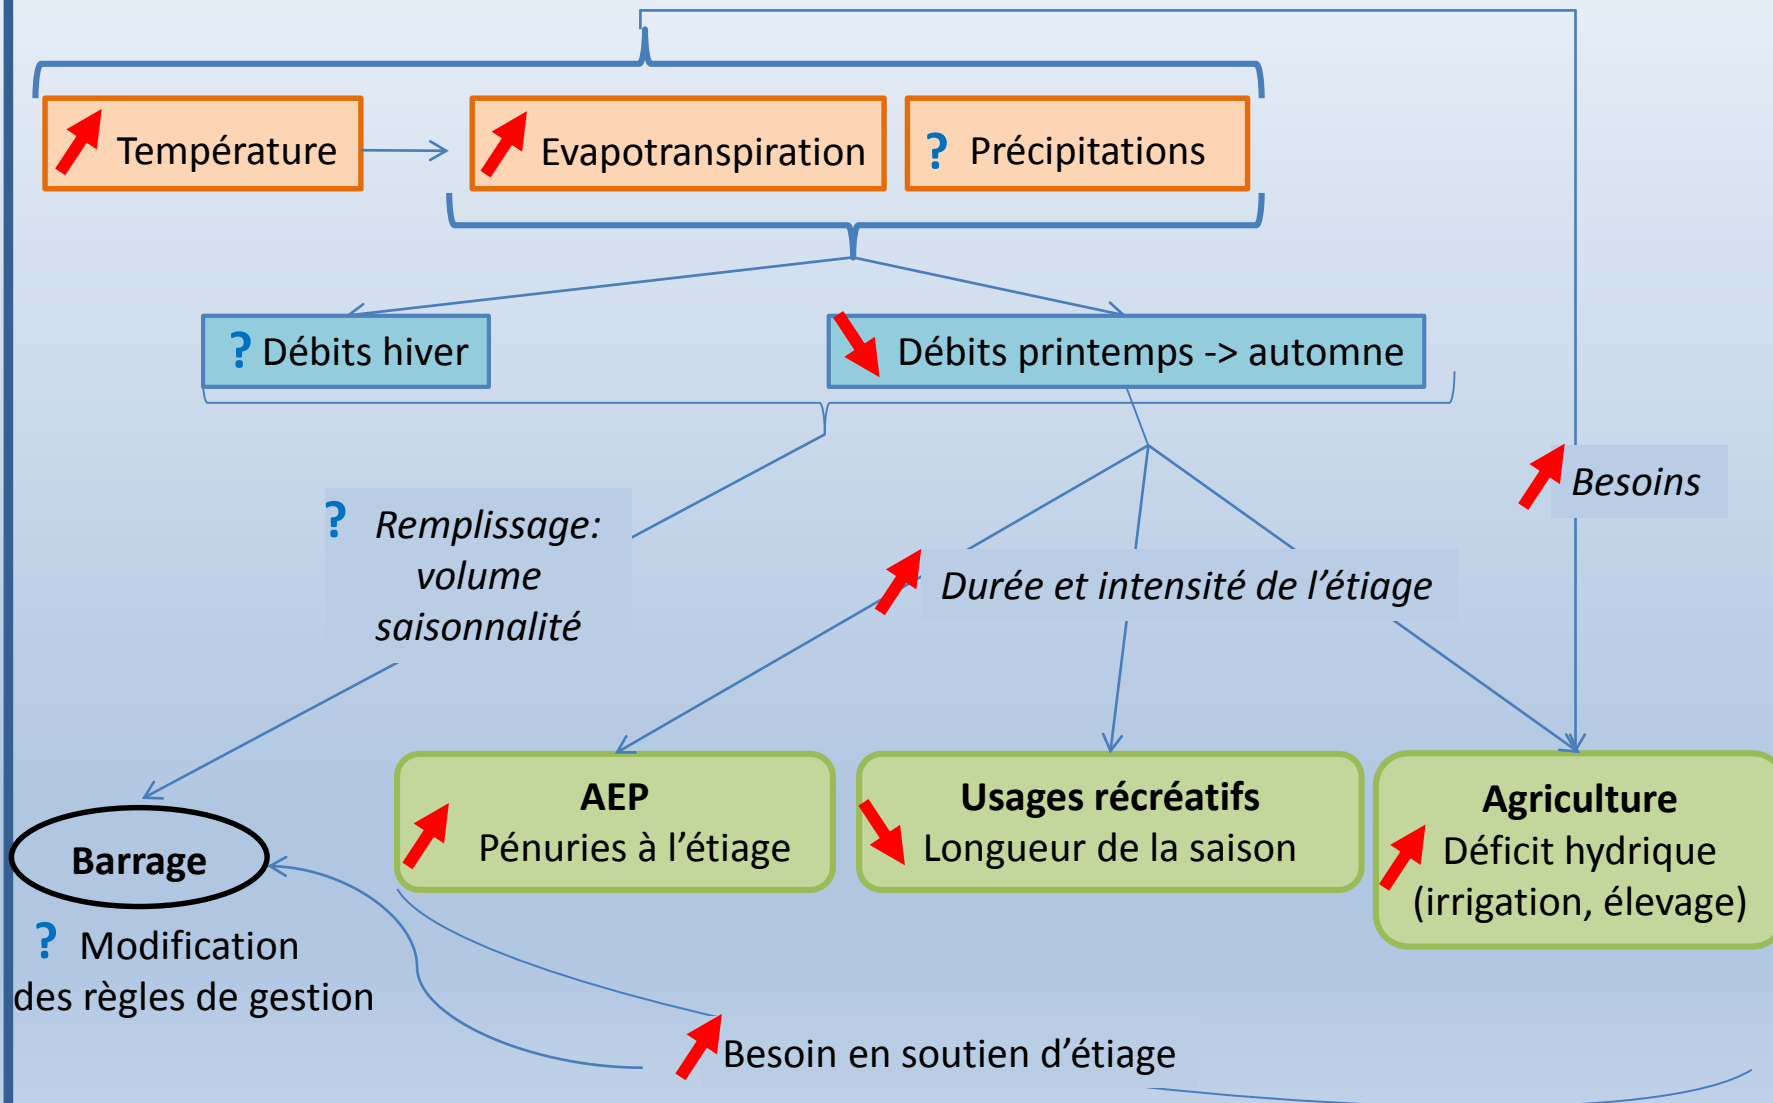 Température
Evapotranspiration
? Précipitations
? Débits hiver
Débits printemps -> automne
Besoins
? Remplissage:
volume
saisonnalité
Durée et intensité de l’étiage
AEP
Pénuries à l’étiage
Usages récréatifs
Longueur de la saison
Agriculture
Déficit hydrique
(irrigation, élevage)
Barrage
? Modification
des règles de gestion
Besoin en soutien d’étiage